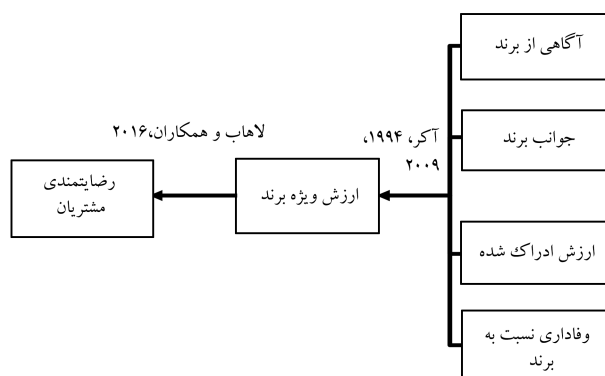 آگاهی از برند
جوانب برند
آکر، ۱۹۹۴،
۲۰۰۹
لاهاب و همکاران،۲۰۱۶
ارزش ویژه برند
رضایتمندی
مشتریان
ارزش ادراک شده
وفاداری نسبت به
برند